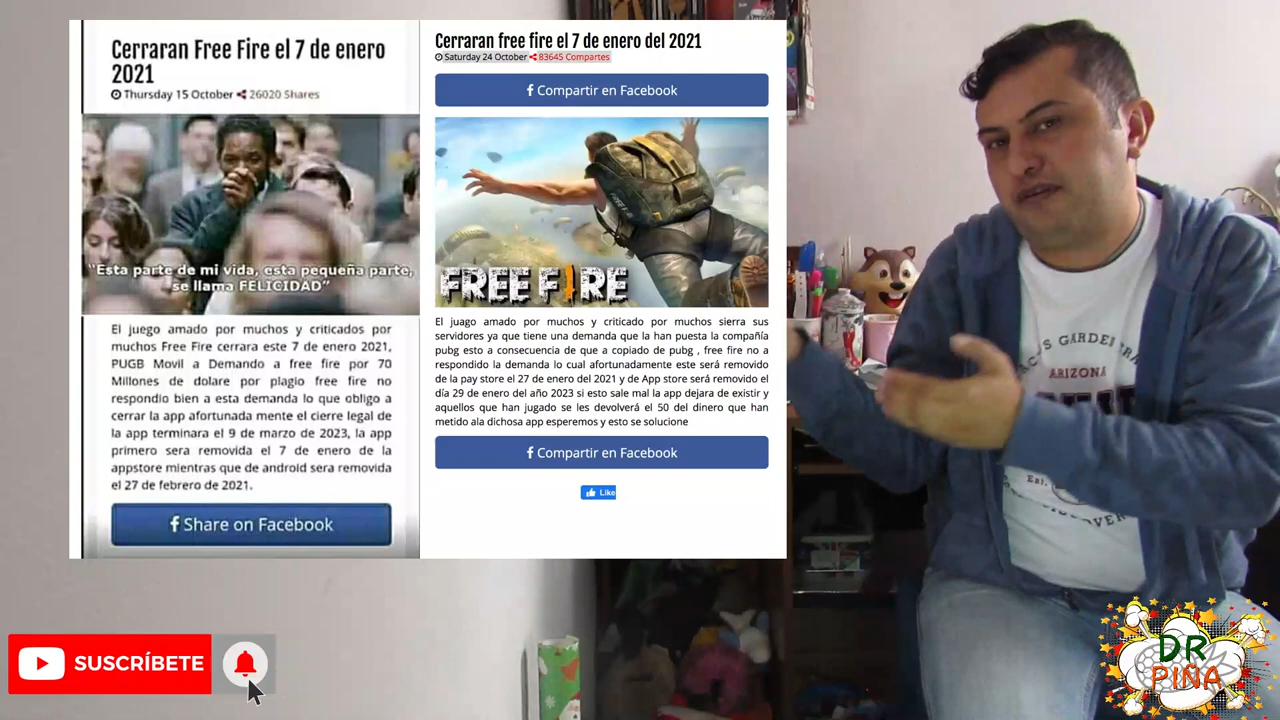 Cerraran Free Fire el 7 de enero
2021
Thursday 15 October 26020 Shares
"Esta parte de mi vida, esta pequeña parte,
se llama FELICIDAD"
El juego amado por muchos y criticados por
muchos Free Fire cerrara este 7 de enero 2021,
PUGB Movil a Demando a free fire por 70
Millones de dolare por plagio free fire no
respondio bien a esta demanda lo que obligo a
cerrar la app afortunada mente el cierre legal de
la app terminara el 9 de marzo de 2023, la app
primero sera removida el 7 de enero de la
appstore mientras que de android sera removida
el 27 de febrero de 2021.
f Share on Facebook
Cerraran free fire el 7 de enero del 2021
Saturday 24 October 83645 Compartes
f Compartir en Facebook
FREE FIRE
El juago amado por muchos y criticado por muchos sierra sus
servidores ya que tiene una demanda que la han puesta la compañía
pubg esto a consecuencia de que a copiado de pubg , free fire no a
respondido la demanda lo cual afortunadamente este será removido
de la pay store el 27 de enero del 2021 y de App store será removido el
día 29 de enero del año 2023 si esto sale mal la app dejara de existir y
aquellos que han jugado se les devolverá el 50 del dinero que han
metido ala dichosa app esperemos y esto se solucione
f Compartir en Facebook
Like
ARIZONA
SUSCRÍBETE
DR
PIÑA